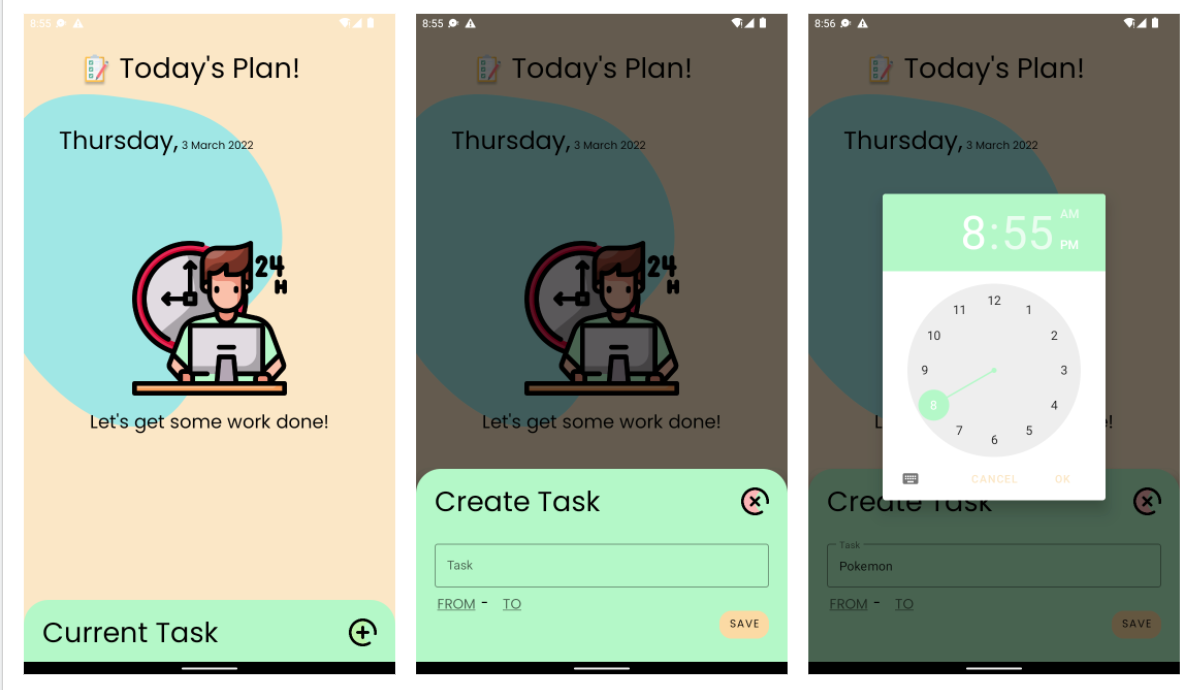 8:55
Today's Plan!
Thursday, 3 March 2022
24
H
Let's get some work done!
Current Task
8:55
Today's Plan!
Thursday, 3 March 2022
24
H
Let's get some work done!
Create Task
Task
FROM - TO
SAVE
8:56
Today's Plan!
Thursday, 3 March 2022
8:55
AM
PM
12
11 1
10 2
9 3
8 4
7 5
6
CANCEL OK
L !
Create Task
Task
Pokemon
FROM - TO
SAVE